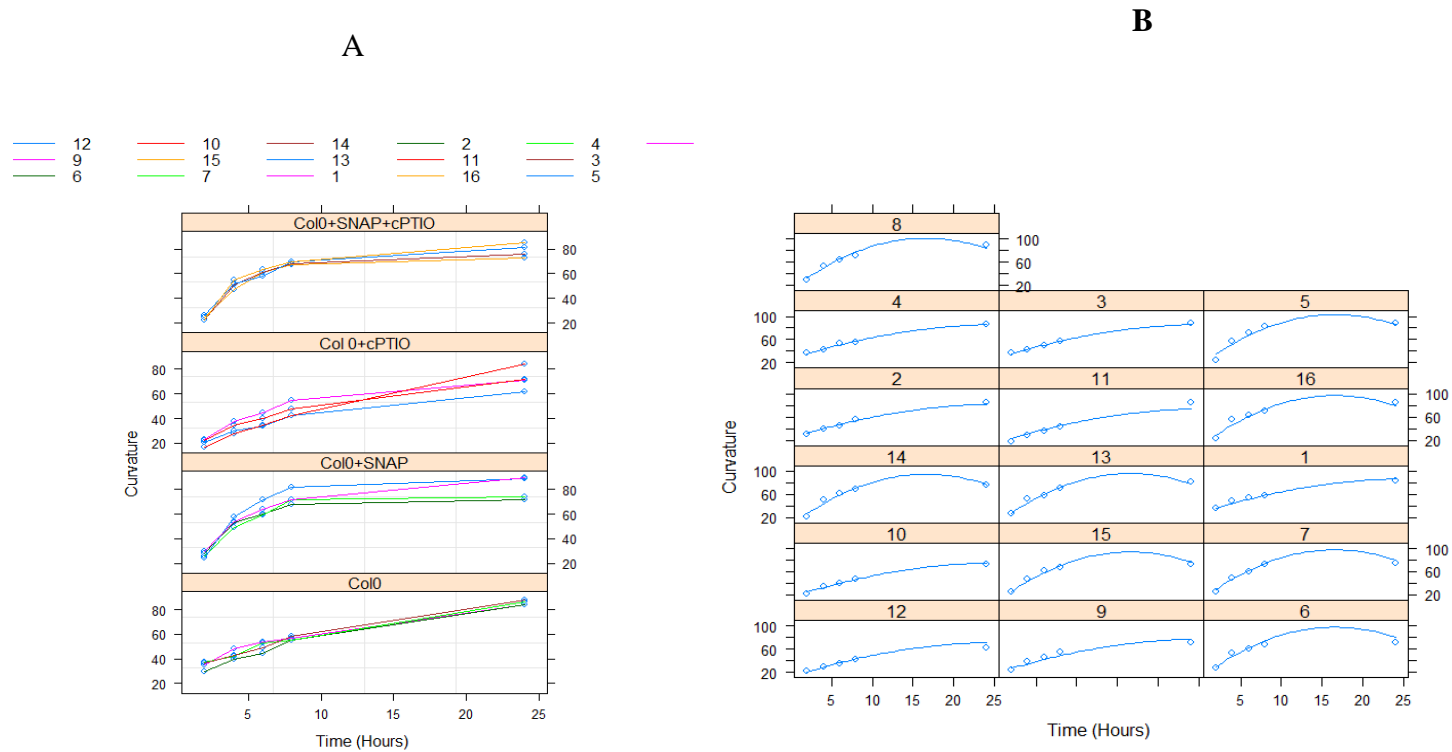 A
B
12 10 14 2 4
9 15 13 11 3
6 7 1 16 5
Col0+SNAP+cPTIO
80
60
40
20
Col 0+cPTIO
80
60
40
20
Col0+SNAP
80
60
40
20
Col0
80
60
40
20
5 10 15 20 25
Time (Hours)
Curvature
8
100
60
20
4 3 5
100
60
20
2 11 16
100
60
20
14 13 1
100
60
20
10 15 7
100
60
20
12 9 6
100
60
20
5 10 15 20 25 5 10 15 20 25
Time (Hours)
Curvature